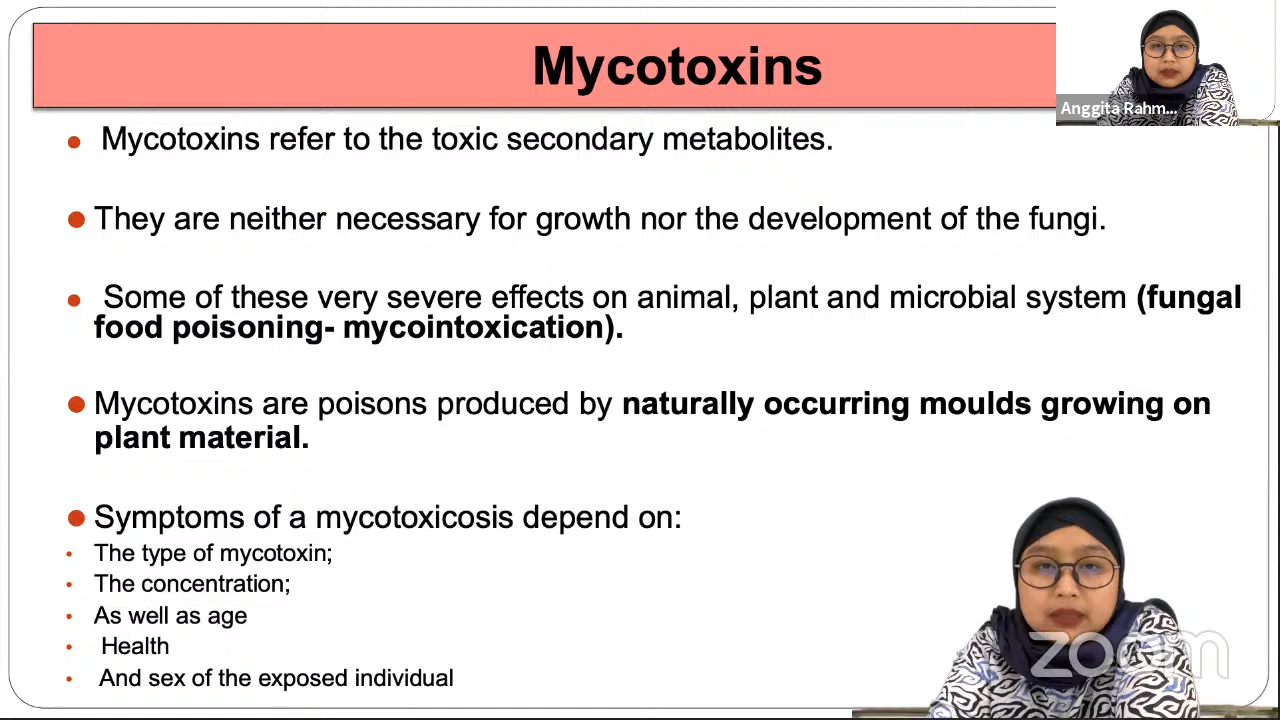 Mycotoxins
Anggita Rahm...
Mycotoxins refer to the toxic secondary metabolites.
They are neither necessary for growth nor the development of the fungi.
Some of these very severe effects on animal, plant and microbial system (fungal
food poisoning- mycointoxication).
Mycotoxins are poisons produced by naturally occurring moulds growing on
plant material.
Symptoms of a mycotoxicosis depend on:
The type of mycotoxin;
The concentration;
As well as age
Health
And sex of the exposed individual
zoom